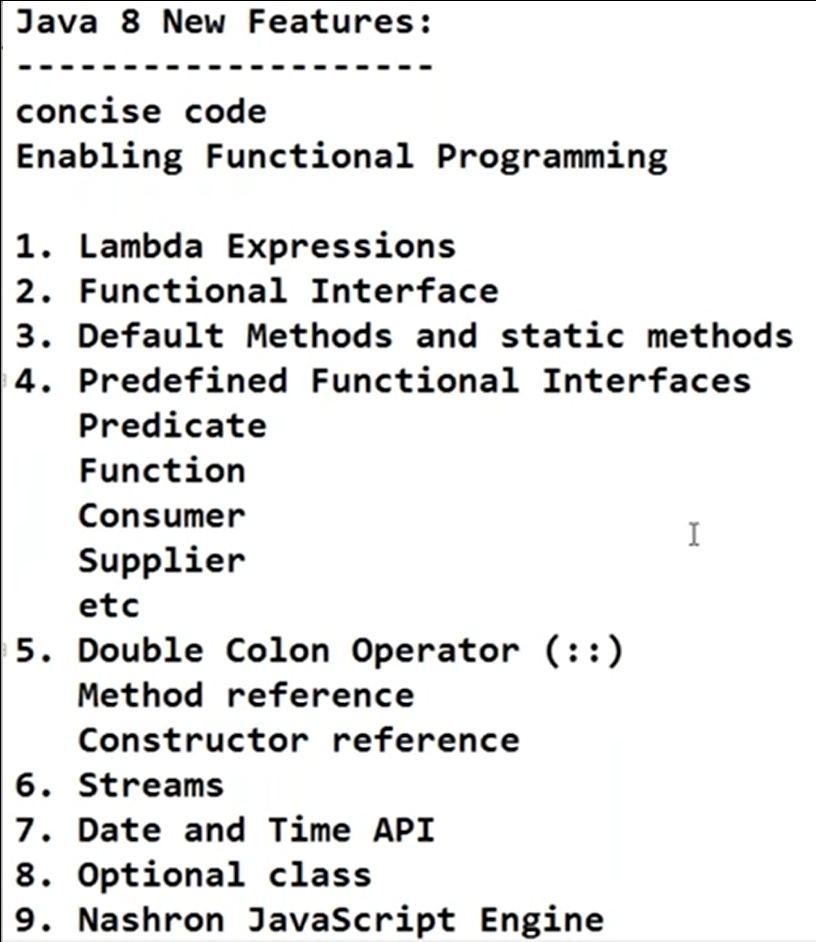 Java 8 New Features:
--------------------
concise code
Enabling Functional Programming
1. Lambda Expressions
2. Functional Interface
3. Default Methods and static methods
4. Predefined Functional Interfaces
Predicate
Function
Consumer
Supplier
etc
5. Double Colon Operator (::)
Method reference
Constructor reference
6. Streams
7. Date and Time API
8. Optional class
9. Nashron JavaScript Engine